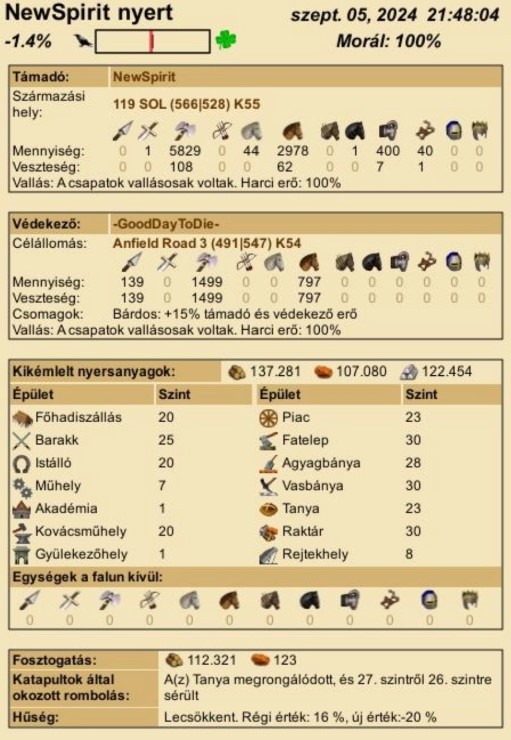 NewSpirit nyert szept. 05, 2024 21:48:04
-1.4% Morál: 100%
Támadó: NewSpirit
Származási hely: 119 SOL (566|528) K55
Mennyiség: 0 1 5829 0 44 2978 0 1 400 40 0 0
Veszteség: 0 0 108 0 0 62 0 0 7 1 0 0
Vallás: A csapatok vallásosak voltak. Harci erő: 100%
Védekező: -GoodDayToDie-
Célállomás: Anfield Road 3 (491|547) K54
Mennyiség: 139 0 1499 0 0 797 0 0 0 0 0 0
Veszteség: 139 0 1499 0 0 797 0 0 0 0 0 0
Csomagok: Bárdos: +15% támadó és védekező erő
Vallás: A csapatok vallásosak voltak. Harci erő: 100%
Kikémlelt nyersanyagok: 137.281 107.080 122.454
Épület Szint Épület Szint
Főhadiszállás 20 Piac 23
Barakk 25 Fatelep 30
Istálló 20 Agyagbánya 28
Műhely 7 Vasbánya 30
Akadémia 1 Tanya 23
Kovácsműhely 20 Raktár 30
Gyülekezőhely 1 Rejtekhely 8
Egységek a falun kívül:
0 0 0 0 0 0 0 0 0 0 0 0
Fosztogatás: 112.321 123
Katapultok által okozott rombolás: A(z) Tanya megrongálódott, és 27. szintről 26. szintre sérült
Hűség: Lecsökkent. Régi érték: 16 %, új érték:-20 %